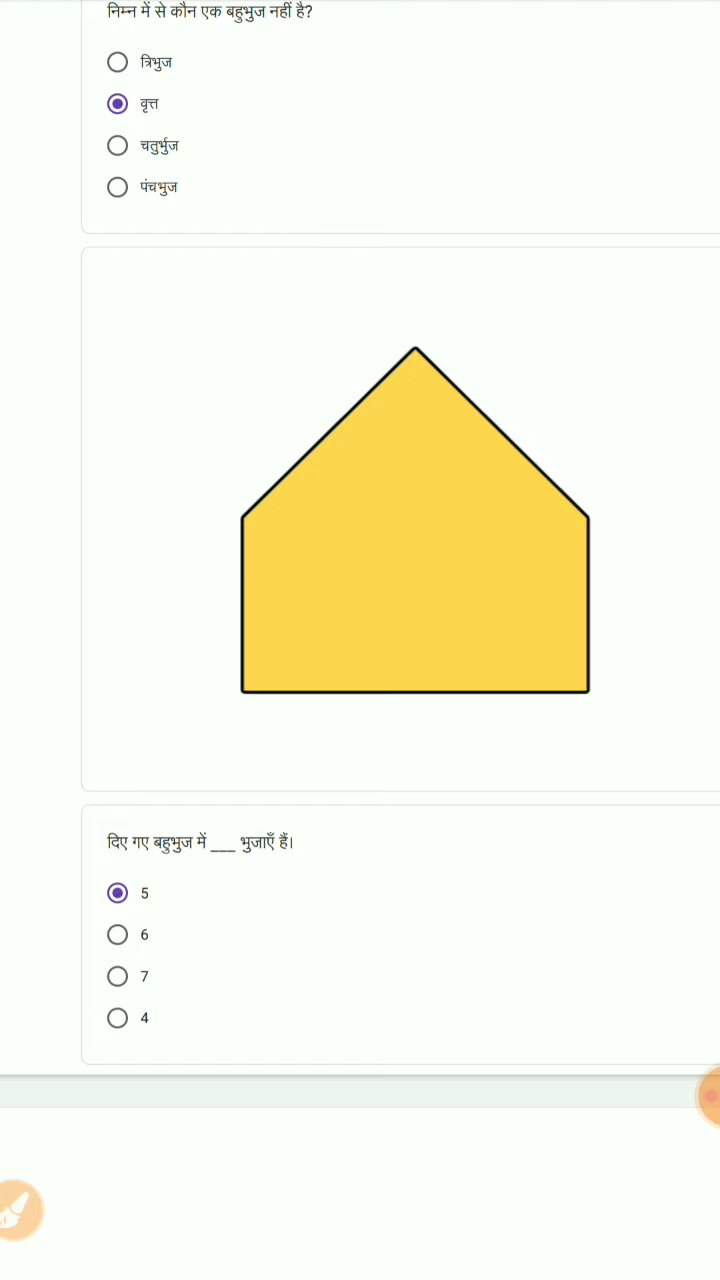 निम्न में से कौन एक बहुभुज नहीं है?
त्रिभुज
वृत्त
चतुर्भुज
पंचभुज
दिए गए बहुभुज में ___ भुजाएँ हैं।
5
6
7
4